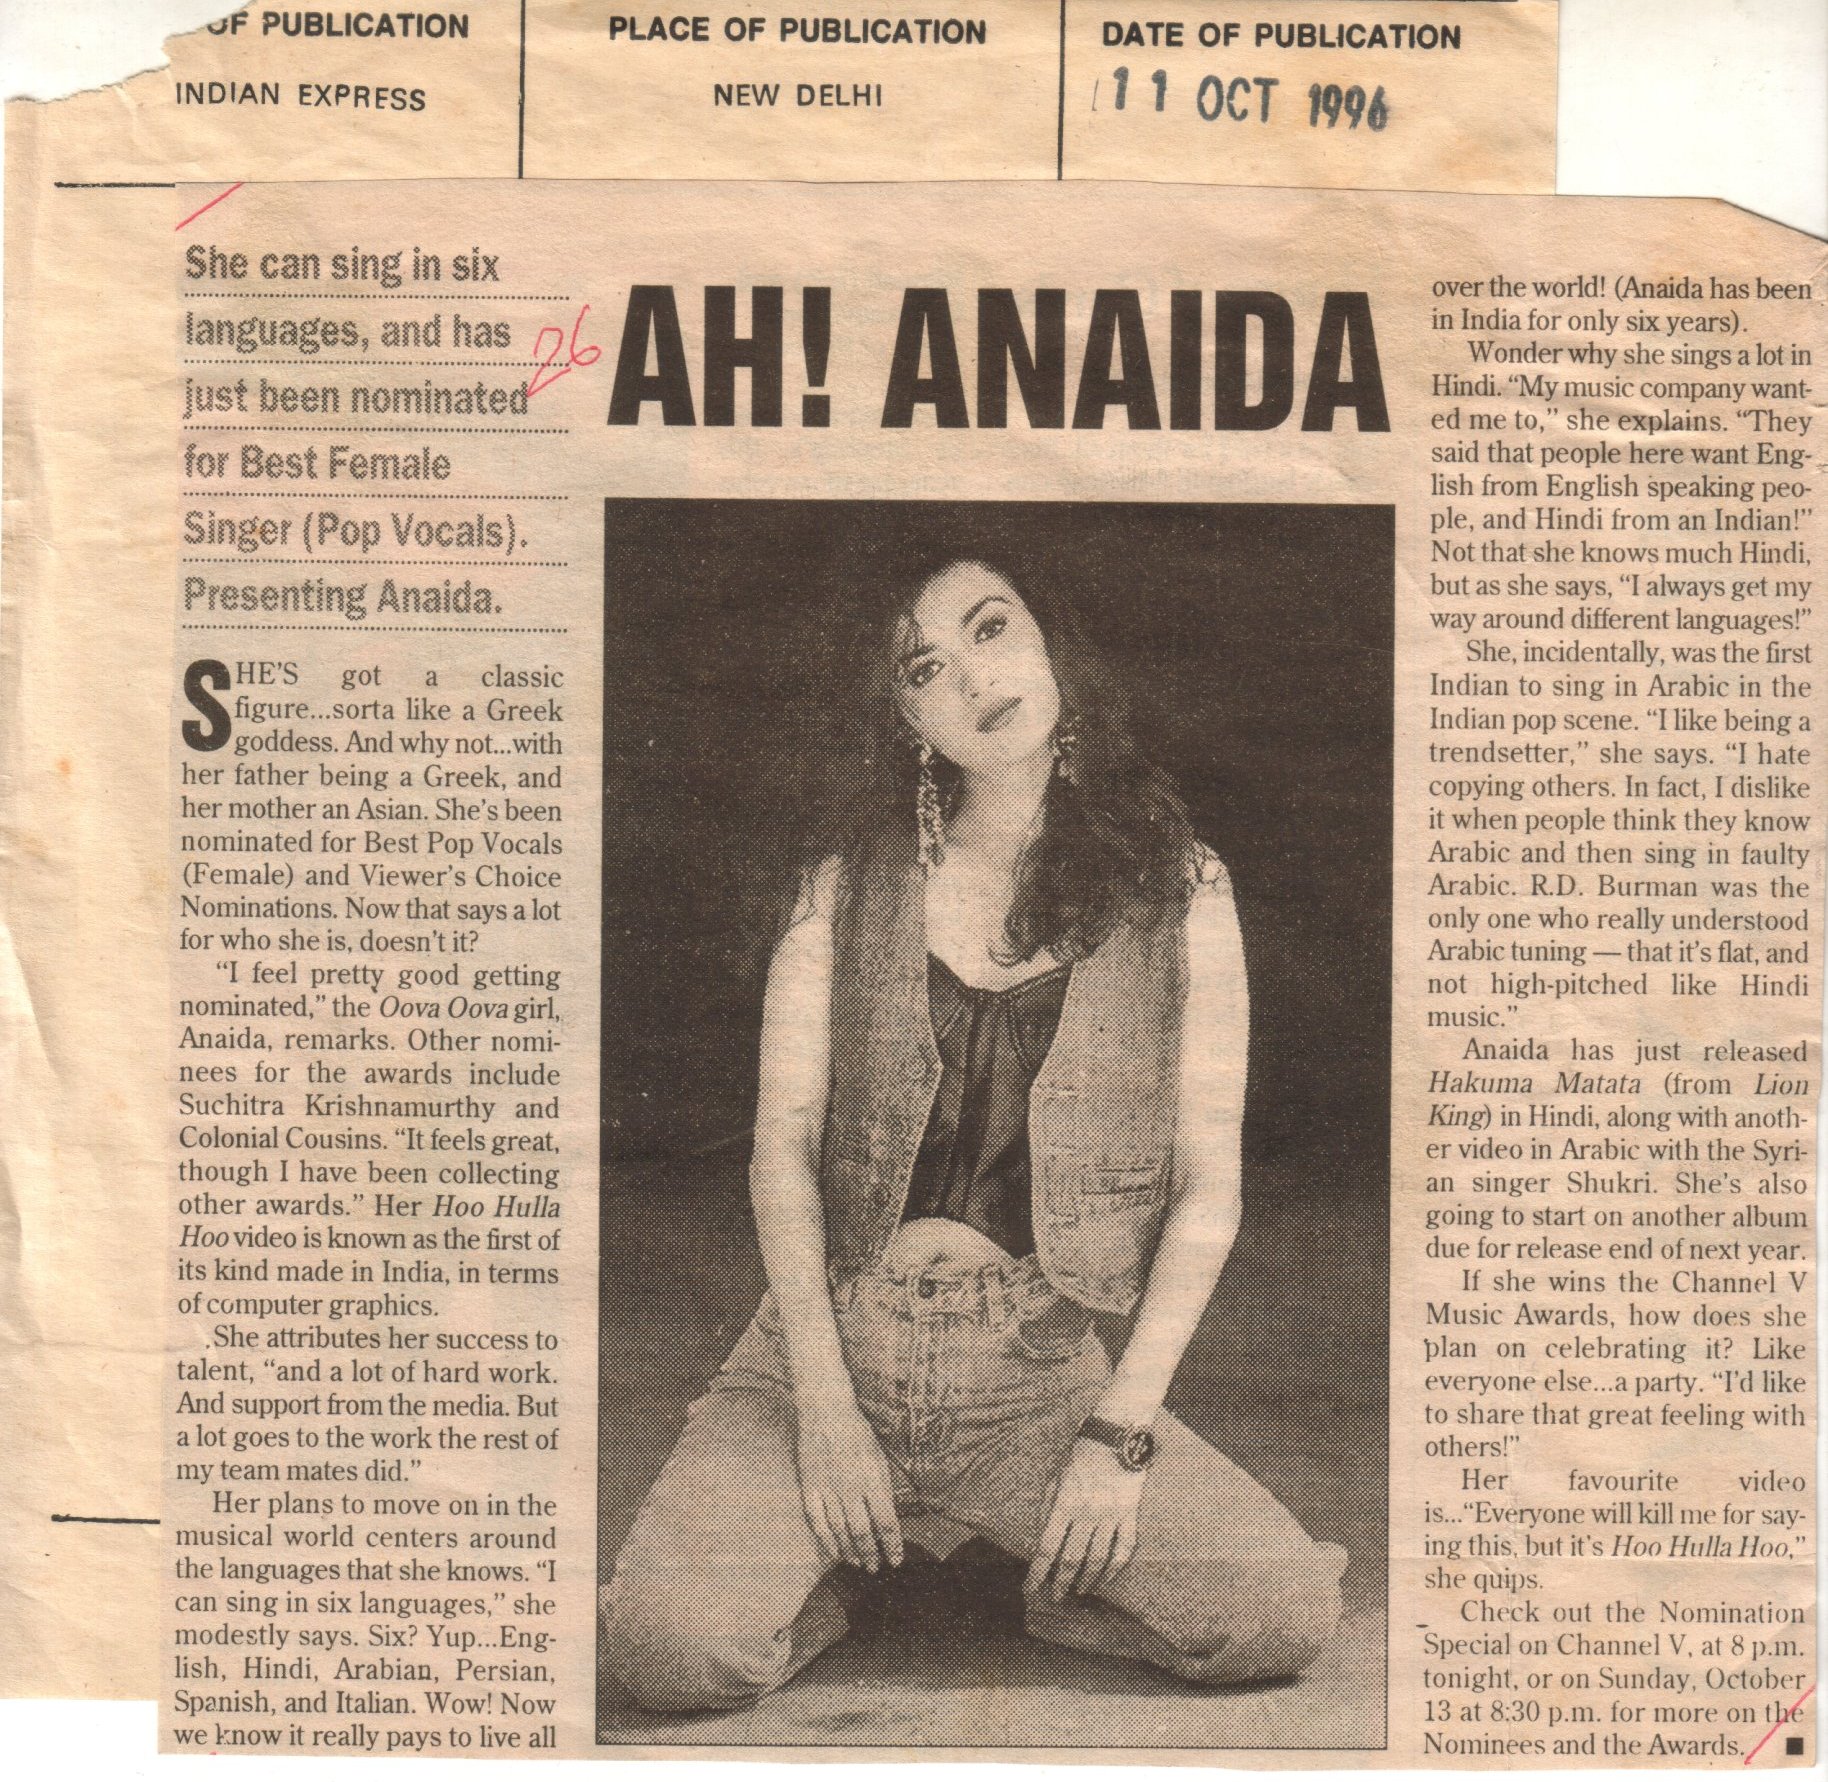 OF PUBLICATION
INDIAN EXPRESS
PLACE OF PUBLICATION
NEW DELHI
DATE OF PUBLICATION
11 OCT 1996
She can sing in six
languages, and has
just been nominated
for Best Female
Singer (Pop Vocals).
Presenting Anaida.
26
AH! ANAIDA
SHE'S got a classic
figure...sorta like a Greek
goddess. And why not...with
her father being a Greek, and
her mother an Asian. She's been
nominated for Best Pop Vocals
(Female) and Viewer's Choice
Nominations. Now that says a lot
for who she is, doesn't it?
"I feel pretty good getting
nominated," the Oova Oova girl,
Anaida, remarks. Other nomi-
nees for the awards include
Suchitra Krishnamurthy and
Colonial Cousins. "It feels great,
though I have been collecting
other awards." Her Hoo Hulla
Hoo video is known as the first of
its kind made in India, in terms
of computer graphics.
She attributes her success to
talent, "and a lot of hard work.
And support from the media. But
a lot goes to the work the rest of
my team mates did."
Her plans to move on in the
musical world centers around
the languages that she knows. "I
can sing in six languages," she
modestly says. Six? Yup...Eng-
lish, Hindi, Arabian, Persian,
Spanish, and Italian. Wow! Now
we know it really pays to live all
over the world! (Anaida has been
in India for only six years).
Wonder why she sings a lot in
Hindi. "My music company want-
ed me to," she explains. "They
said that people here want Eng-
lish from English speaking peo-
ple, and Hindi from an Indian!"
Not that she knows much Hindi,
but as she says, "I always get my
way around different languages!"
She, incidentally, was the first
Indian to sing in Arabic in the
Indian pop scene. "I like being a
trendsetter," she says. "I hate
copying others. In fact, I dislike
it when people think they know
Arabic and then sing in faulty
Arabic. R.D. Burman was the
only one who really understood
Arabic tuning — that it's flat, and
not high-pitched like Hindi
music."
Anaida has just released
Hakuma Matata (from Lion
King) in Hindi, along with anoth-
er video in Arabic with the Syri-
an singer Shukri. She's also
going to start on another album
due for release end of next year.
If she wins the Channel V
Music Awards, how does she
plan on celebrating it? Like
everyone else...a party. "I'd like
to share that great feeling with
others!"
Her favourite video
is..."Everyone will kill me for say-
ing this, but it's Hoo Hulla Hoo,"
she quips.
Check out the Nomination
Special on Channel V, at 8 p.m.
tonight, or on Sunday, October
13 at 8:30 p.m. for more on the
Nominees and the Awards. ■